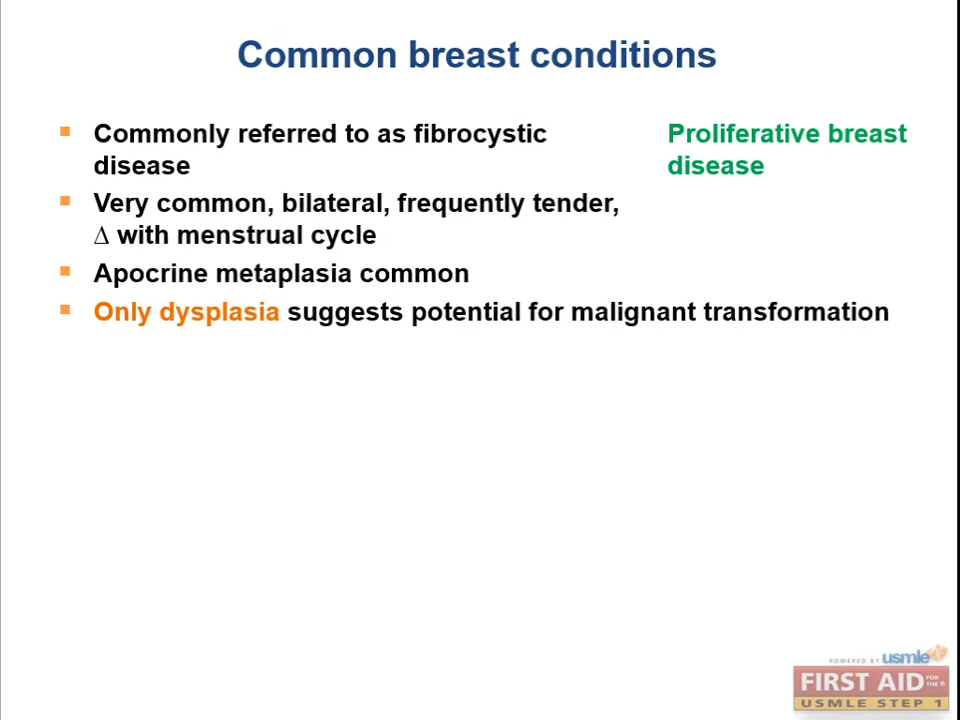 Common breast conditions
Commonly referred to as fibrocystic
disease
Proliferative breast
disease
Very common, bilateral, frequently tender,
Δ with menstrual cycle
Apocrine metaplasia common
Only dysplasia suggests potential for malignant transformation
POWERED BY usmle
FIRST AID FOR THE®
USMLE STEP 1